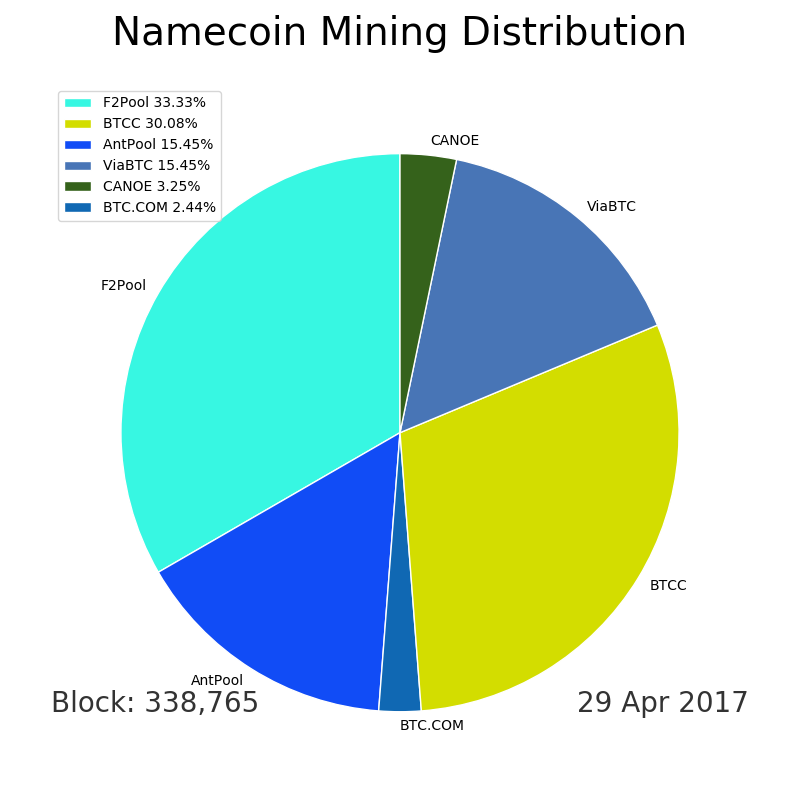 Namecoin Mining Distribution
F2Pool 33.33%
BTCC 30.08%
AntPool 15.45%
ViaBTC 15.45%
CANOE 3.25%
BTC.COM 2.44%
CANOE
ViaBTC
F2Pool
BTCC
AntPool
Block: 338,765
29 Apr 2017
BTC.COM